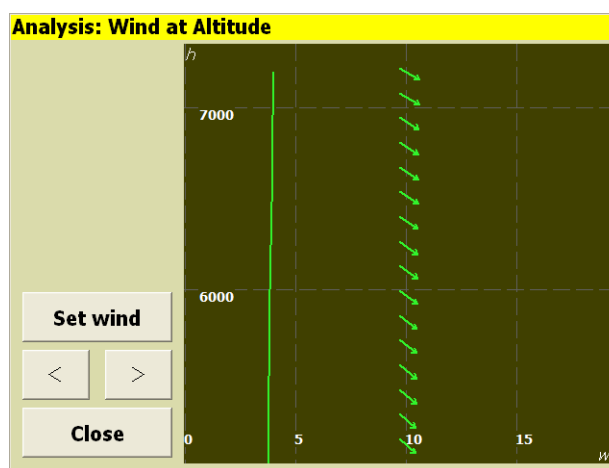 Analysis: Wind at Altitude
h
7000
6000
Set wind
< >
Close
0 5 10 15
w